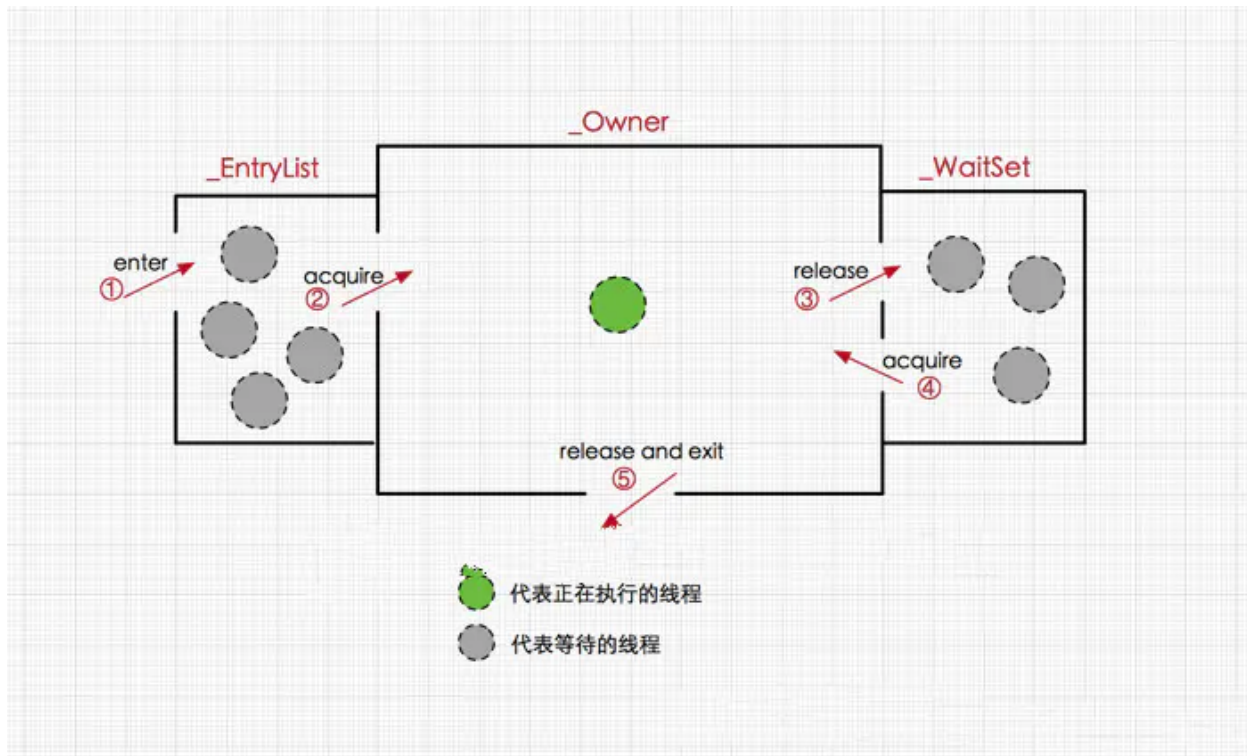 _Owner
_EntryList
_WaitSet
enter
①
acquire
②
release
③
acquire
④
release and exit
⑤
代表正在执行的线程
代表等待的线程